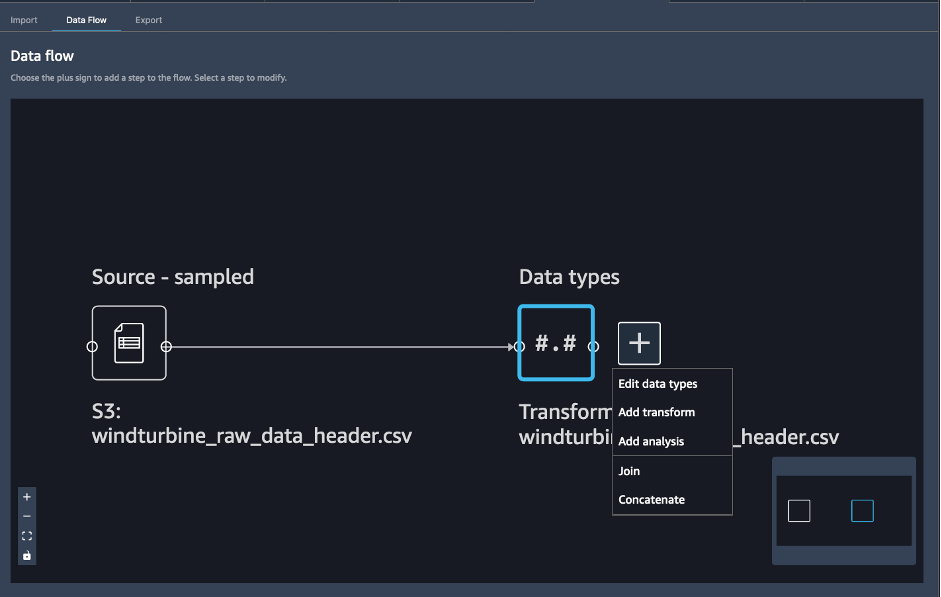 Import Data Flow Export
Data flow
Choose the plus sign to add a step to the flow. Select a step to modify.
Source - sampled
Data types
#.#
S3:
windturbine_raw_data_header.csv
Transform
_header.csv
Edit data types
Add transform
Add analysis
Join
Concatenate